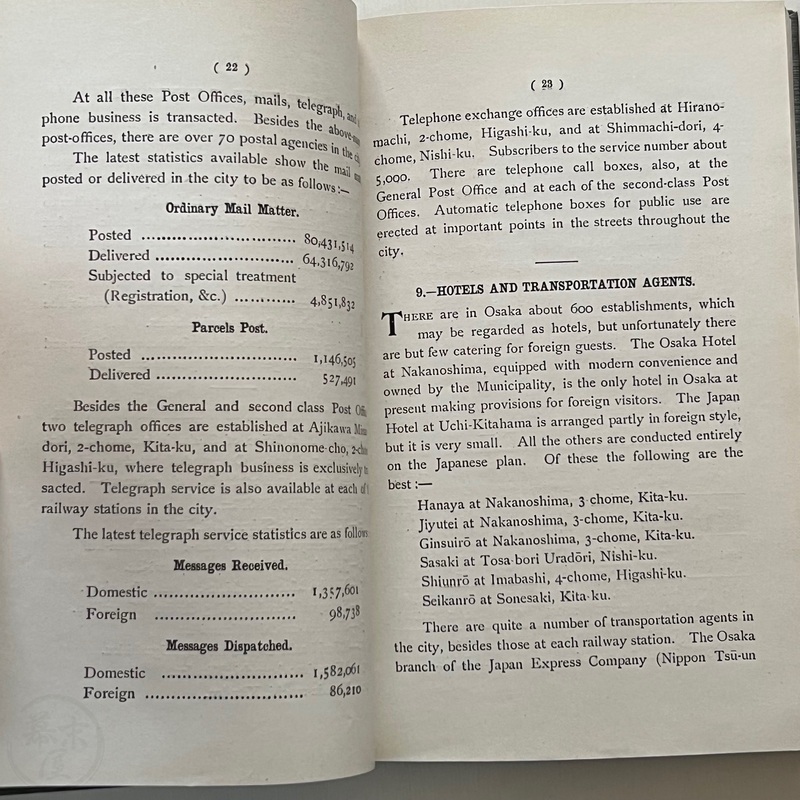 ( 22 )
At all these Post Offices, mails, telegraph, and
phone business is transacted. Besides the above
post-offices, there are over 70 postal agencies in the
The latest statistics available show the mail
posted or delivered in the city to be as follows:—
Ordinary Mail Matter.
Posted .................................. 80,431,514
Delivered .............................. 64,316,792
Subjected to special treatment
(Registration, &c.) ............ 4,851,832
Parcels Post.
Posted .................................. 1,146,505
Delivered .............................. 527,491
Besides the General and second class Post
two telegraph offices are established at Ajikawa
dori, 2-chome, Kita-ku, and at Shinonome-cho,
Higashi-ku, where telegraph business is exclusively
sacted. Telegraph service is also available at each
railway stations in the city.
The latest telegraph service statistics are as follows
Messages Received.
Domestic .............................. 1,357,601
Foreign .............................. 98,738
Messages Dispatched.
Domestic .............................. 1,582,061
Foreign .............................. 86,210
( 23 )
Telephone exchange offices are established at Hirano-
machi, 2-chome, Higashi-ku, and at Shimmachi-dori, 4-
chome, Nishi-ku. Subscribers to the service number about
5,000. There are telephone call boxes, also, at the
General Post Office and at each of the second-class Post
Offices. Automatic telephone boxes for public use are
erected at important points in the streets throughout the
city.
9.—HOTELS AND TRANSPORTATION AGENTS.
THERE are in Osaka about 600 establishments, which
may be regarded as hotels, but unfortunately there
are but few catering for foreign guests. The Osaka Hotel
at Nakanoshima, equipped with modern convenience and
owned by the Municipality, is the only hotel in Osaka at
present making provisions for foreign visitors. The Japan
Hotel at Uchi-Kitahama is arranged partly in foreign style,
but it is very small. All the others are conducted entirely
on the Japanese plan. Of these the following are the
best :—
Hanaya at Nakanoshima, 3 chome, Kita-ku.
Jiyutei at Nakanoshima, 3-chome, Kita-ku.
Ginsuirō at Nakanoshima, 3-chome, Kita-ku.
Sasaki at Tosa-bori Uradōri, Nishi-ku.
Shiunrō at Imabashi, 4-chome, Higashi-ku.
Seikanrō at Sonesaki, Kita-ku.
There are quite a number of transportation agents in
the city, besides those at each railway station. The Osaka
branch of the Japan Express Company (Nippon Tsū-un